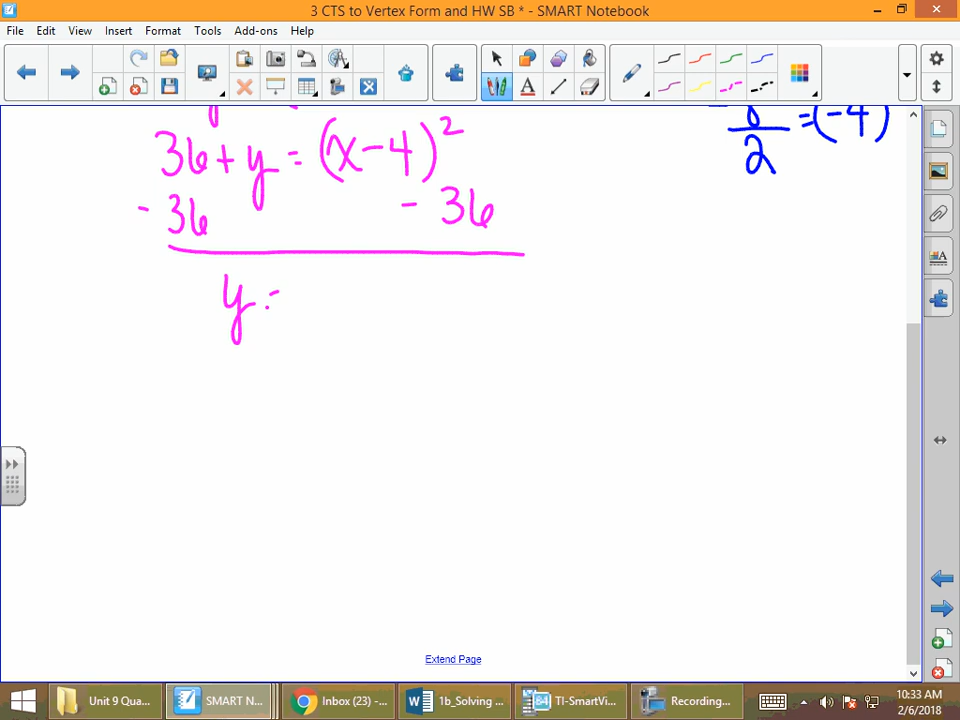 3 CTS to Vertex Form and HW SB * - SMART Notebook
File Edit View Insert Format Tools Add-ons Help
2 = (-4)
36 + y = (x - 4)²
- 36 - 36
y =
Extend Page
Unit 9 Qua...
SMART N...
Inbox (23) -...
1b_Solving ...
TI-SmartVi...
Recording...
10:33 AM
2/6/2018